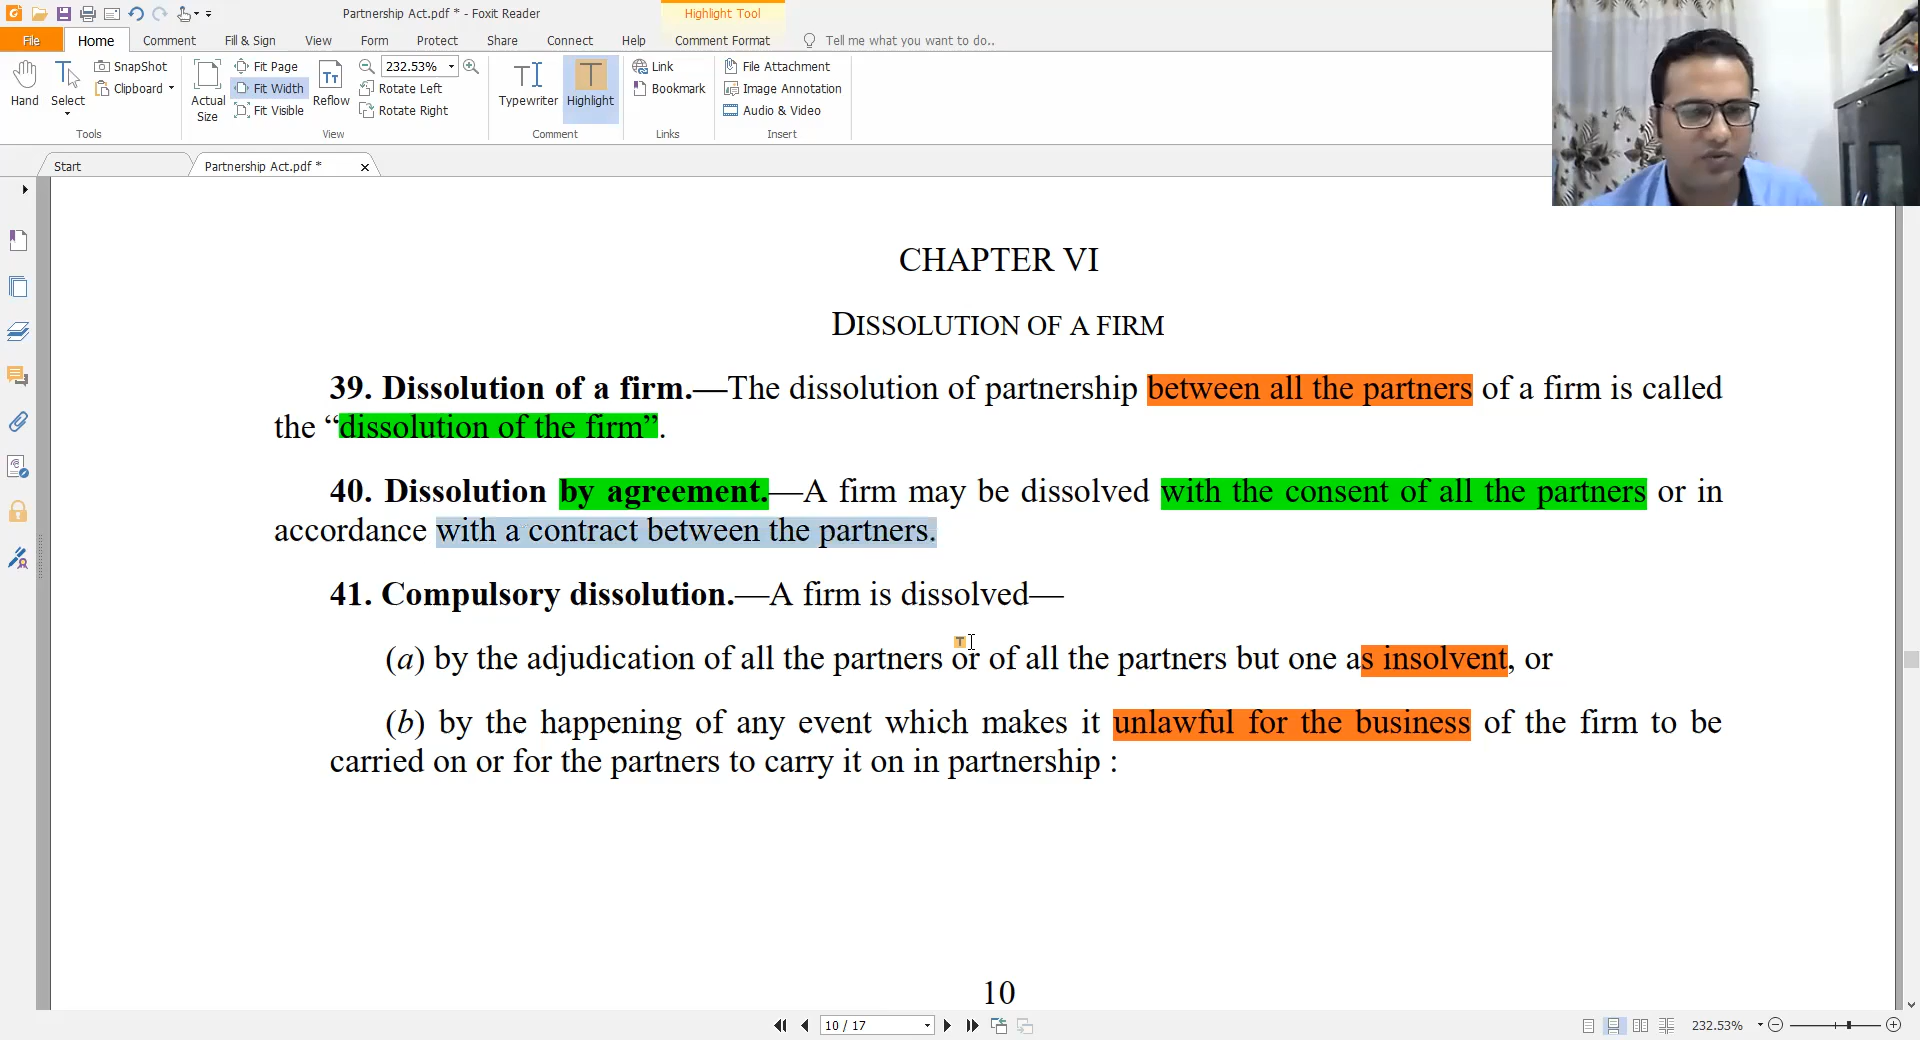 Partnership Act.pdf * - Foxit Reader
Highlight Tool
File
Home
Comment
Fill & Sign
View
Form
Protect
Share
Connect
Help
Comment Format
Tell me what you want to do..
Hand
Select
SnapShot
Clipboard
Tools
Actual Size
Fit Page
Fit Width
Fit Visible
Reflow
232.53%
Rotate Left
Rotate Right
View
Typewriter
Highlight
Comment
Link
Bookmark
Links
File Attachment
Image Annotation
Audio & Video
Insert
Start
Partnership Act.pdf *
CHAPTER VI
DISSOLUTION OF A FIRM
39. Dissolution of a firm.—The dissolution of partnership between all the partners of a firm is called
the “dissolution of the firm”.
40. Dissolution by agreement.—A firm may be dissolved with the consent of all the partners or in
accordance with a contract between the partners.
41. Compulsory dissolution.—A firm is dissolved—
(a) by the adjudication of all the partners or of all the partners but one as insolvent, or
(b) by the happening of any event which makes it unlawful for the business of the firm to be
carried on or for the partners to carry it on in partnership :
10
10 / 17
232.53%